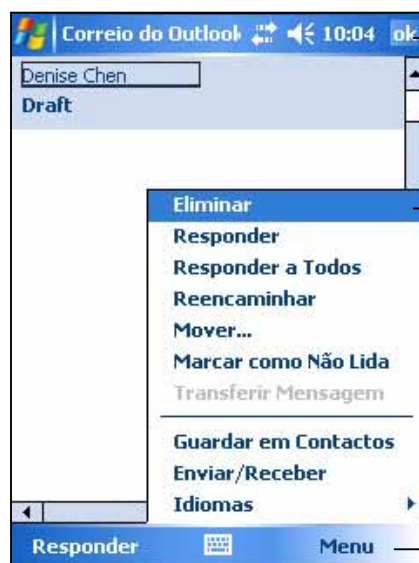 Correio do Outlook 10:04 ok
Denise Chen
Draft
Eliminar
Responder
Responder a Todos
Reencaminhar
Mover...
Marcar como Não Lida
Transferir Mensagem
Guardar em Contactos
Enviar/Receber
Idiomas
Responder Menu